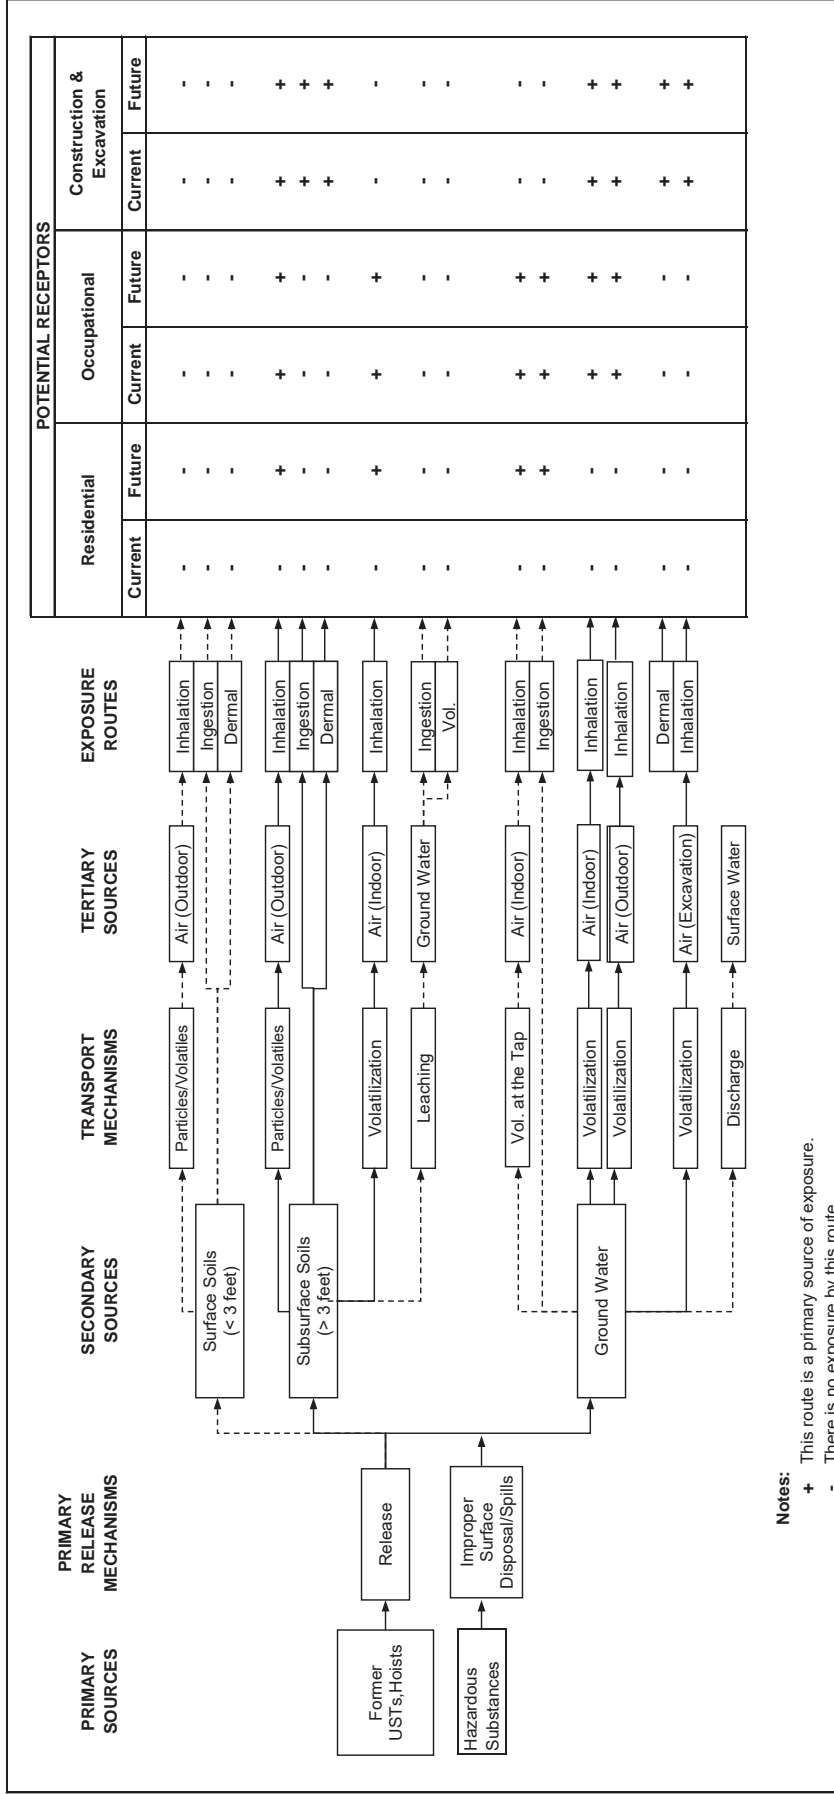 POTENTIAL RECEPTORS
PRIMARY SOURCES
PRIMARY RELEASE MECHANISMS
SECONDARY SOURCES
TRANSPORT MECHANISMS
TERTIARY SOURCES
EXPOSURE ROUTES
Residential
Occupational
Construction & Excavation
Current Future Current Future Current Future
Particles/Volatiles Air (Outdoor) Inhalation - - - - - -
Surface Soils
(< 3 feet)
Ingestion - - - - - -
Dermal - - - - - -
Particles/Volatiles Air (Outdoor) Inhalation - + + + + +
Subsurface Soils
(> 3 feet)
Ingestion - - - - + +
Dermal - - - - + +
Former
USTs,Hoists
Release
Volatilization Air (Indoor) Inhalation - + + + - -
Leaching Ground Water Ingestion - - - - - -
Vol. - - - - - -
Hazardous
Substances
Improper
Surface
Disposal/Spills
Vol. at the Tap Air (Indoor) Inhalation - + + + - -
Ingestion - + + + - -
Ground Water
Volatilization Air (Indoor) Inhalation - - + + + +
Volatilization Air (Outdoor) Inhalation - - + + + +
Dermal - - - - + +
Volatilization Air (Excavation) Inhalation - - - - + +
Discharge Surface Water
Notes:
+ This route is a primary source of exposure.
- There is no exposure by this route